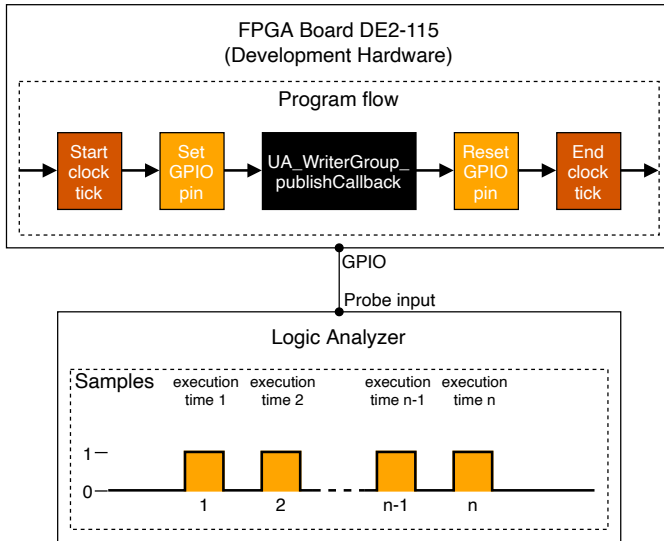 FPGA Board DE2-115
(Development Hardware)
Program flow
Start
clock
tick
Set
GPIO
pin
UA_WriterGroup_
publishCallback
Reset
GPIO
pin
End
clock
tick
GPIO
Probe input
Logic Analyzer
Samples
execution
time 1
execution
time 2
execution
time n-1
execution
time n
1
0
1
2
n-1
n